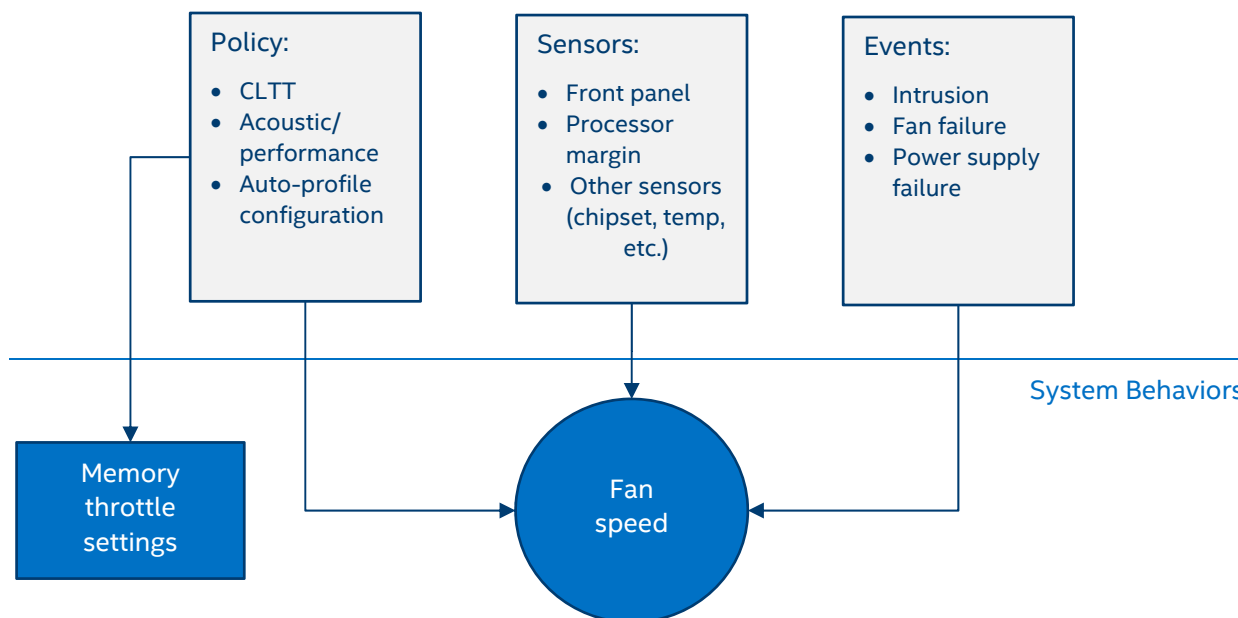 Policy:
• CLTT
• Acoustic/
performance
• Auto-profile
configuration
Sensors:
• Front panel
• Processor
margin
• Other sensors
(chipset, temp,
etc.)
Events:
• Intrusion
• Fan failure
• Power supply
failure
System Behaviors
Memory
throttle
settings
Fan
speed